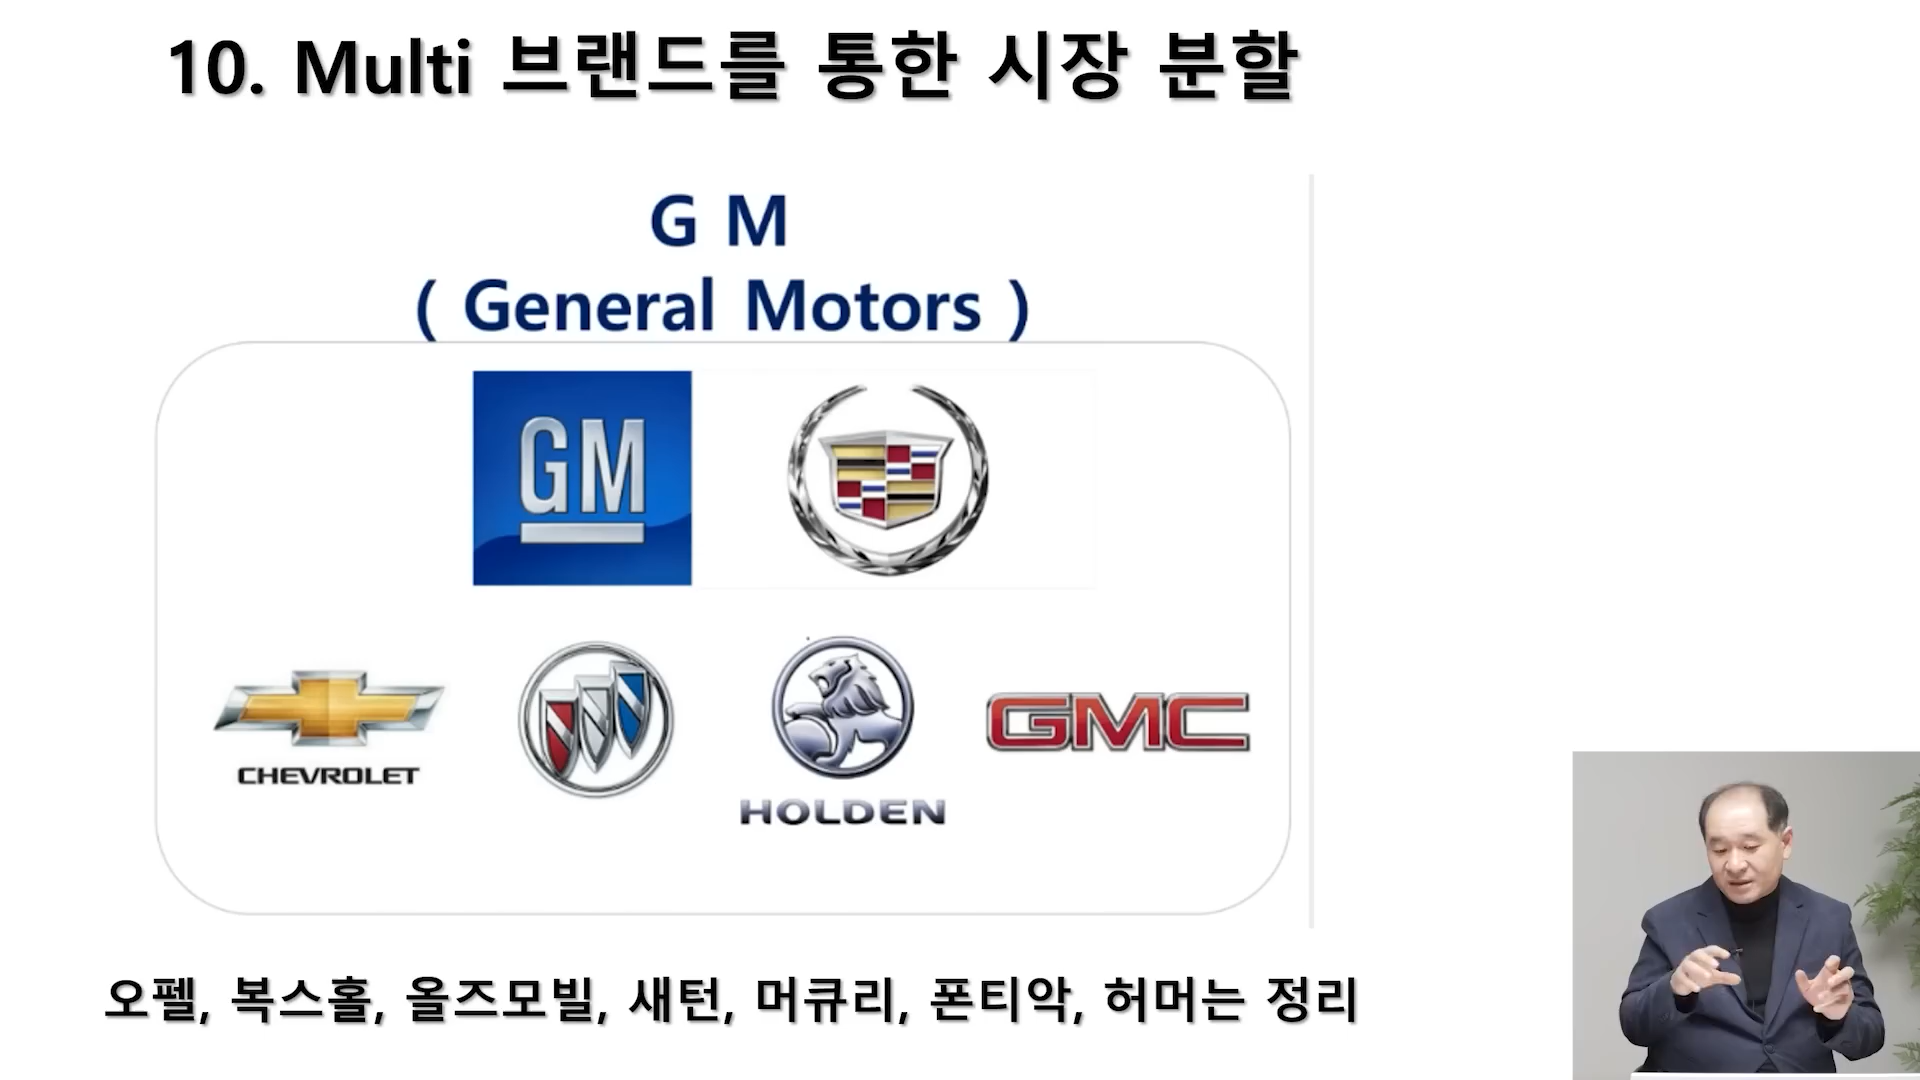 10. Multi 브랜드를 통한 시장 분할
G M
( General Motors )
GM
CHEVROLET
HOLDEN
GMC
오펠, 복스홀, 올즈모빌, 새턴, 머큐리, 폰티악, 허머는 정리